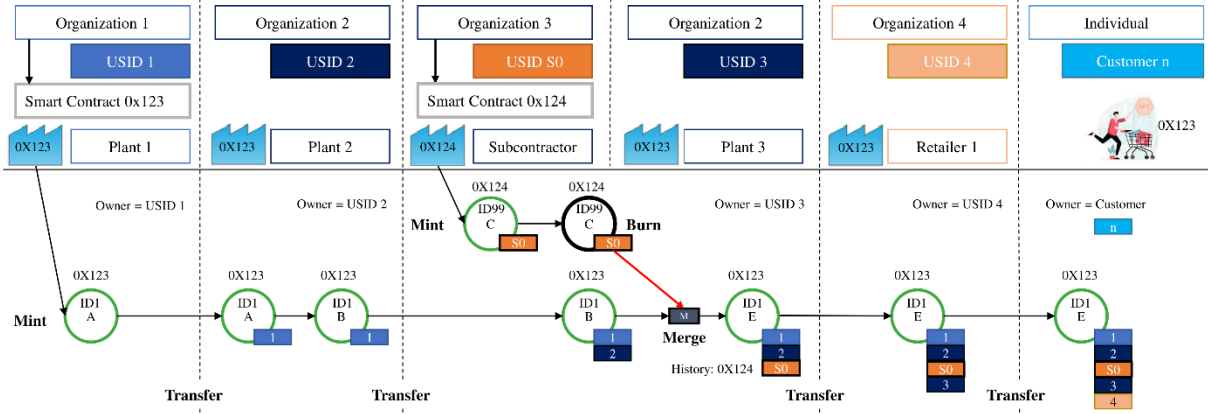 Organization 1
Organization 2
Organization 3
Organization 2
Organization 4
Individual
USID 1
USID 2
USID S0
USID 3
USID 4
Customer n
Smart Contract 0x123
Smart Contract 0x124
0X123
Plant 1
0X123
Plant 2
0X124
Subcontractor
0X123
Plant 3
0X123
Retailer 1
0X123
Owner = USID 1
Owner = USID 2
Owner = USID 3
Owner = USID 4
Owner = Customer
n
0X124
0X124
Mint
ID99
C
S0
ID99
C
S0
Burn
0X123
0X123
0X123
0X123
0X123
0X123
0X123
Mint
ID1
A
ID1
A
1
ID1
B
1
ID1
B
1
2
M
Merge
History: 0X124
ID1
E
1
2
S0
ID1
E
1
2
S0
3
ID1
E
1
2
S0
3
4
Transfer
Transfer
Transfer
Transfer